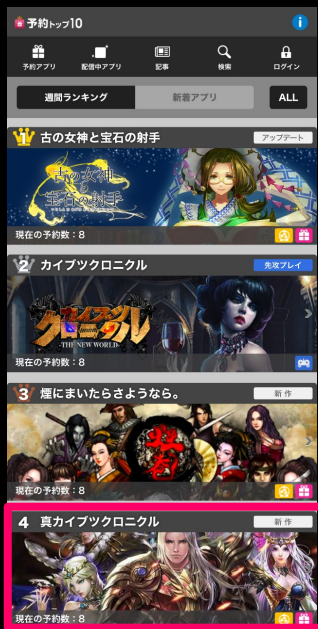 予約トップ10
予約アプリ
配信中アプリ
記事
検索
ログイン
週間ランキング
新着アプリ
ALL
1 古の女神と宝石の射手
アップデート
古の女神
と
宝石の射手
現在の予約数：8
2 カイブツクロニクル
先攻プレイ
カイブツ
クロニクル
-THE NEW WORLD-
現在の予約数：8
3 煙にまいたらさようなら。
新作
現在の予約数：8
4 真カイブツクロニクル
新作
現在の予約数：8